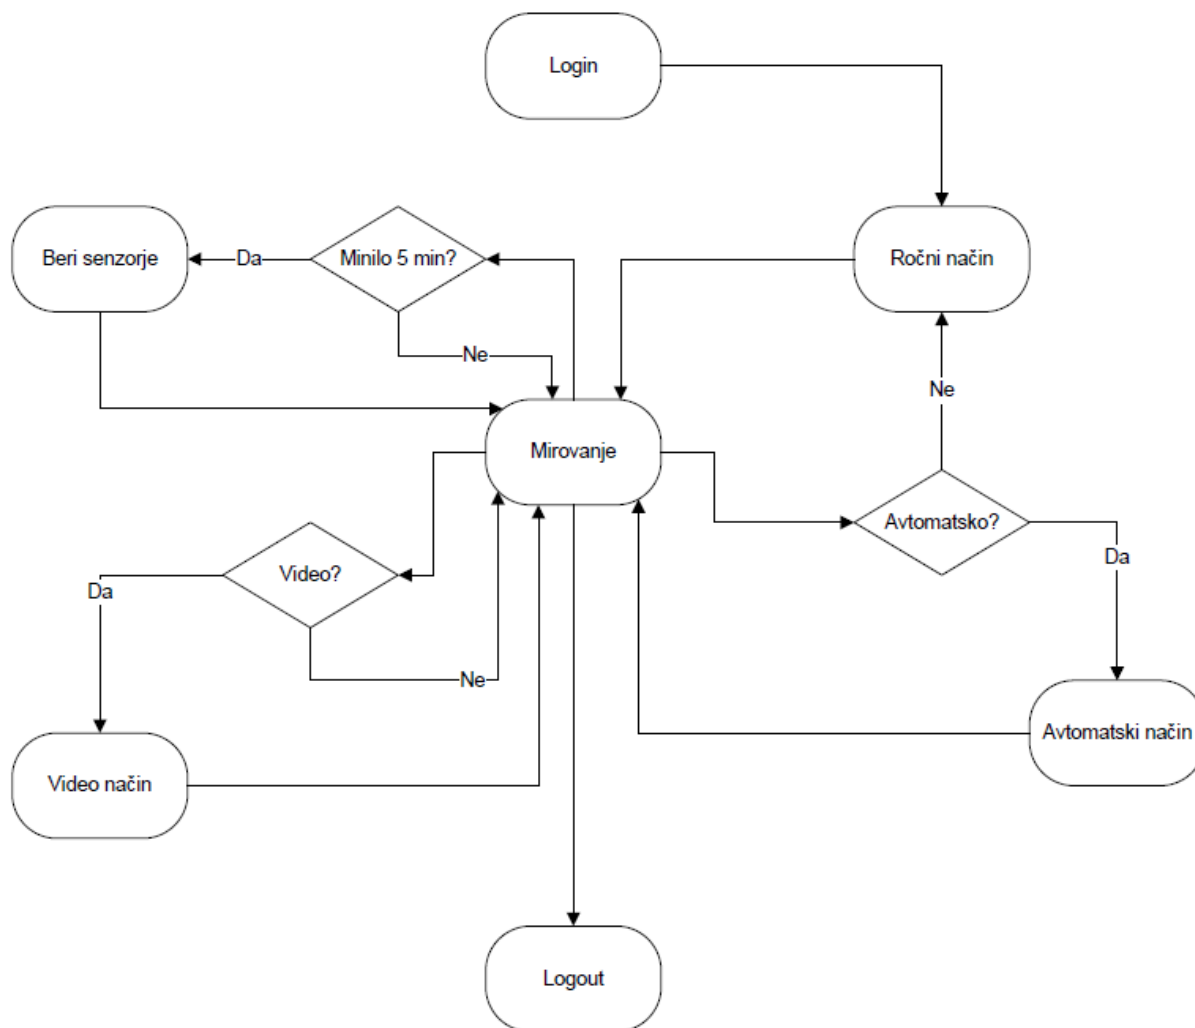 Login
Beri senzorje
Da
Minilo 5 min?
Ročni način
Ne
Ne
Mirovanje
Avtomatsko?
Da
Video?
Da
Ne
Avtomatski način
Video način
Logout